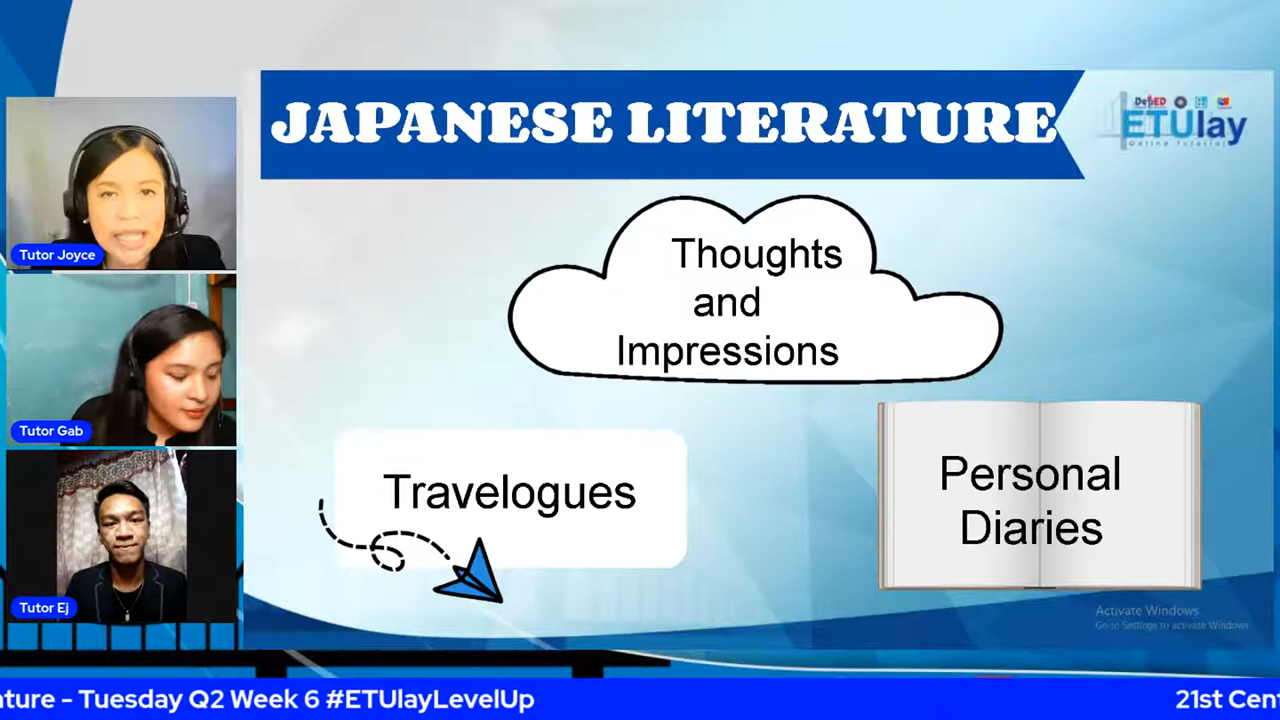 JAPANESE LITERATURE
DepED
ETUlay
Online Tutorial
Thoughts
and
Impressions
Travelogues
Personal
Diaries
Tutor Joyce
Tutor Gab
Tutor Ej
Activate Windows
Go to Settings to activate Windows.
ature - Tuesday Q2 Week 6 #ETUlayLevelUp
21st Cent